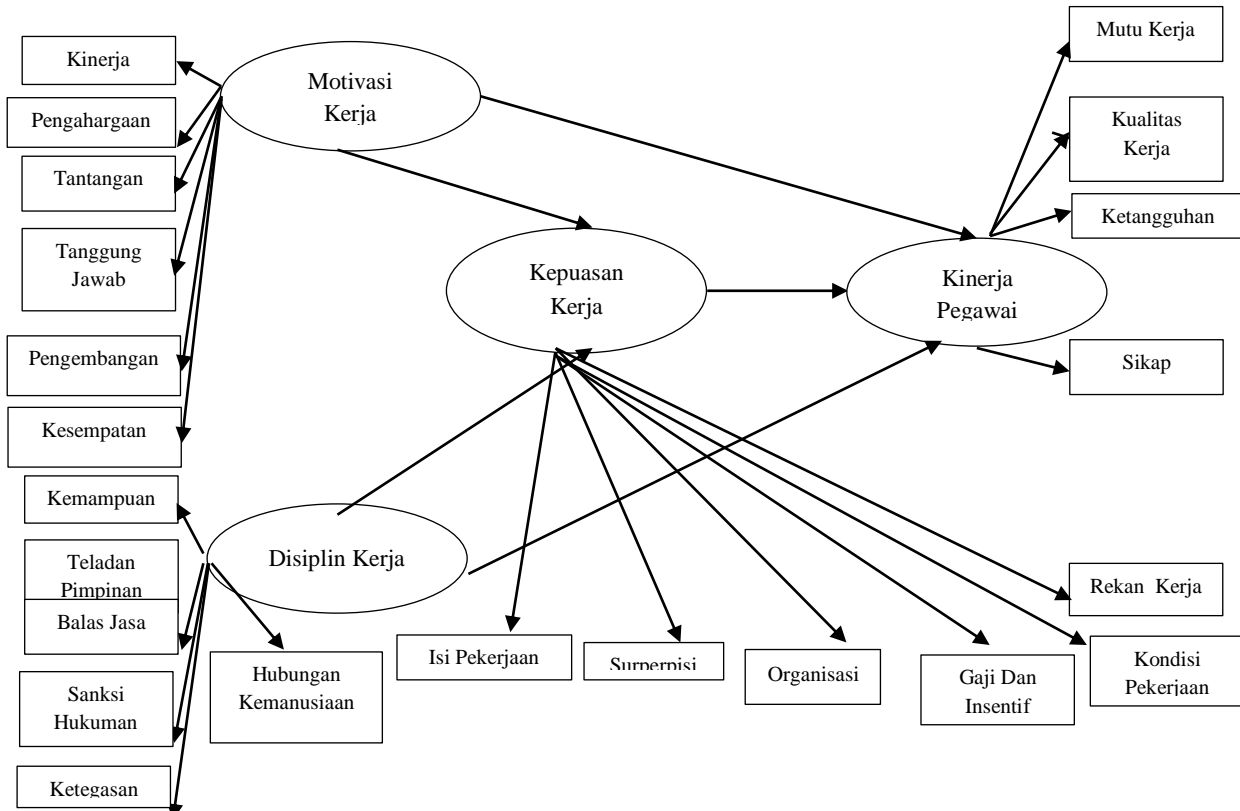 Kinerja
Pengahargaan
Tantangan
Tanggung
Jawab
Pengembangan
Kesempatan
Kemampuan
Teladan
Pimpinan
Balas Jasa
Sanksi
Hukuman
Ketegasan
Motivasi
Kerja
Disiplin Kerja
Hubungan
Kemanusiaan
Kepuasan
Kerja
Isi Pekerjaan
Surperpisi
Organisasi
Gaji Dan
Insentif
Kondisi
Pekerjaan
Rekan Kerja
Kinerja
Pegawai
Mutu Kerja
Kualitas
Kerja
Ketangguhan
Sikap